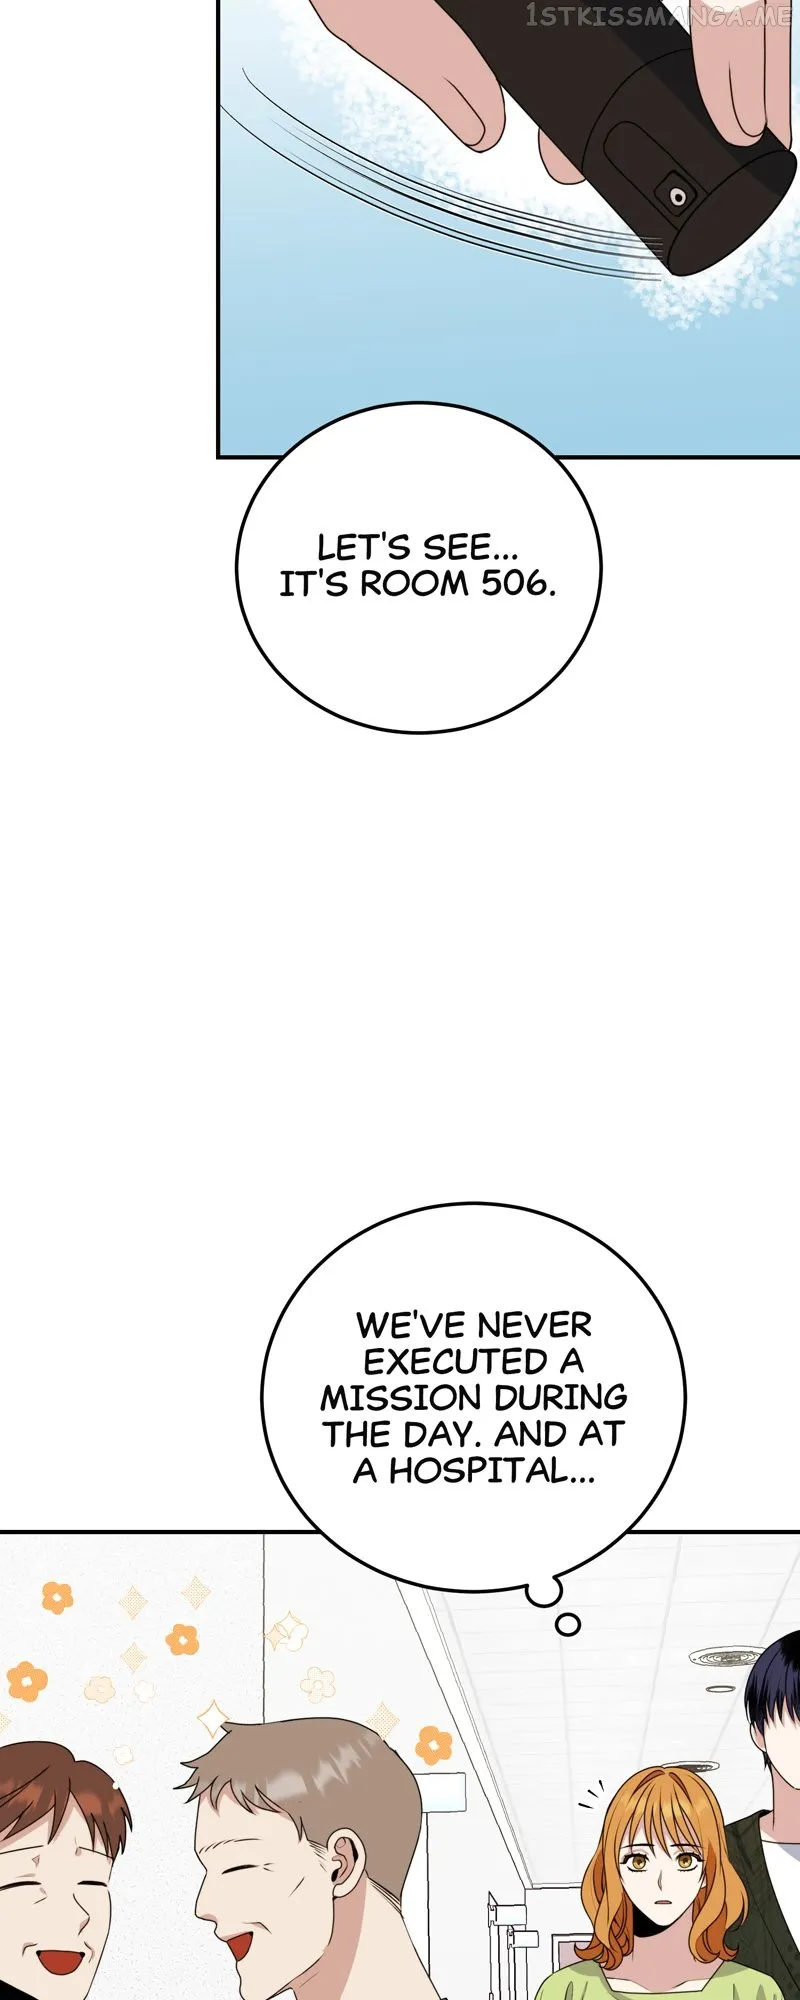 1STKISSMANGA.ME
LET'S SEE...
IT'S ROOM 506.
WE'VE NEVER
EXECUTED A
MISSION DURING
THE DAY. AND AT
A HOSPITAL...